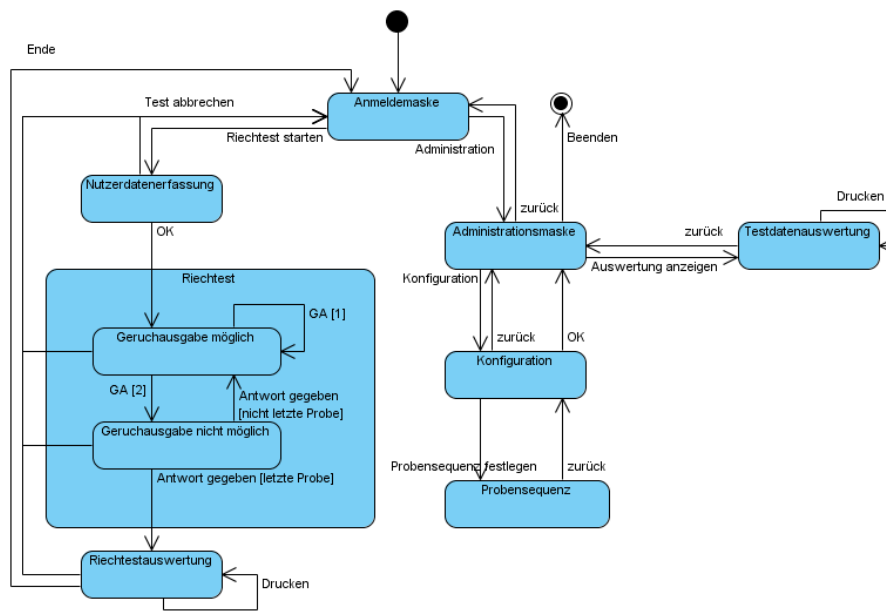 Ende
Anmeldemaske
Test abbrechen
Riechtest starten
Administration
Beenden
Nutzerdatenerfassung
zurück
Drucken
OK
Administrationsmaske
zurück
Testdatenauswertung
Auswertung anzeigen
Riechtest
Konfiguration
GA [1]
Geruchausgabe möglich
zurück
OK
Konfiguration
GA [2]
Antwort gegeben
[nicht letzte Probe]
Geruchausgabe nicht möglich
Probensequenz festlegen
zurück
Antwort gegeben [letzte Probe]
Probensequenz
Riechtestauswertung
Drucken